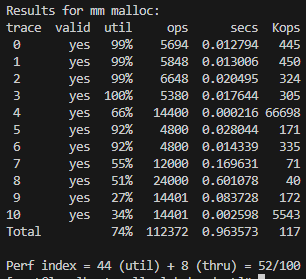 Results for mm malloc:
trace valid util ops secs Kops
0 yes 99% 5694 0.012794 445
1 yes 99% 5848 0.013006 450
2 yes 99% 6648 0.020495 324
3 yes 100% 5380 0.017644 305
4 yes 66% 14400 0.000216 66698
5 yes 92% 4800 0.028044 171
6 yes 92% 4800 0.014339 335
7 yes 55% 12000 0.169631 71
8 yes 51% 24000 0.601078 40
9 yes 27% 14401 0.083728 172
10 yes 34% 14401 0.002598 5543
Total 74% 112372 0.963573 117
Perf index = 44 (util) + 8 (thru) = 52/100